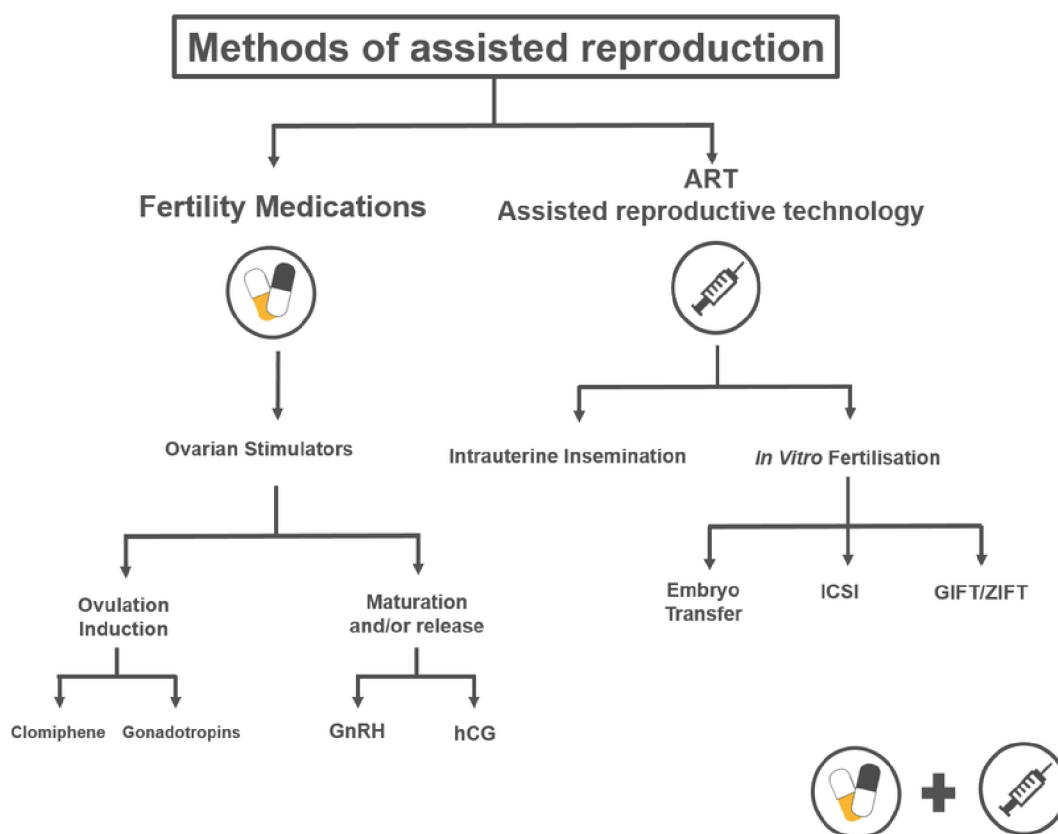 Methods of assisted reproduction
Fertility Medications
ART
Assisted reproductive technology
Ovarian Stimulators
Intrauterine Insemination
In Vitro Fertilisation
Ovulation
Induction
Maturation
and/or release
Embryo
Transfer
ICSI
GIFT/ZIFT
Clomiphene
Gonadotropins
GnRH
hCG